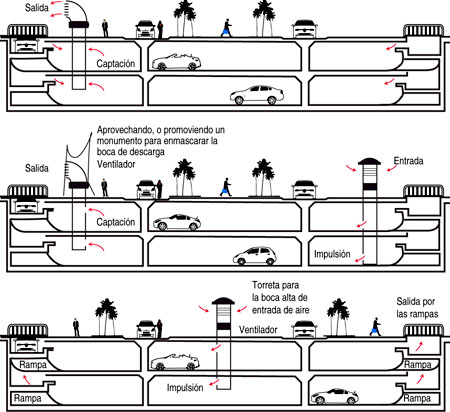 Salida
Captación
Aprovechando, o promoviendo un
monumento para enmascarar la
boca de descarga
Ventilador
Salida
Entrada
Captación
Impulsión
Torreta para
la boca alta de
entrada de aire
Salida por
las rampas
Ventilador
Rampa
Rampa
Impulsión
Rampa
Rampa